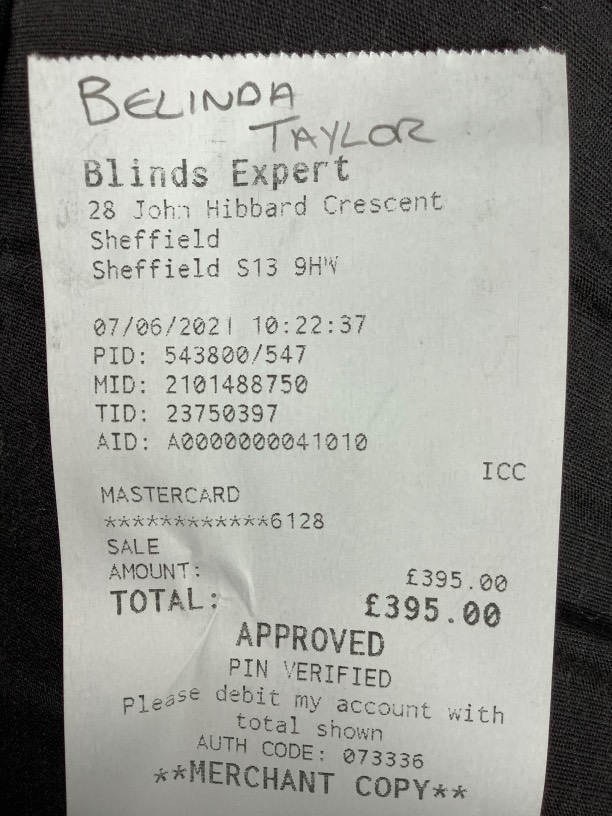 BELINDA
TAYLOR
Blinds Expert
28 John Hibbard Crescent
Sheffield
Sheffield S13 9HW
07/06/2021 10:22:37
PID: 543800/547
MID: 2101488750
TID: 23750397
AID: A0000000041010
ICC
MASTERCARD
************6128
SALE
AMOUNT: £395.00
TOTAL: £395.00
APPROVED
PIN VERIFIED
Please debit my account with
total shown
AUTH CODE: 073336
**MERCHANT COPY**